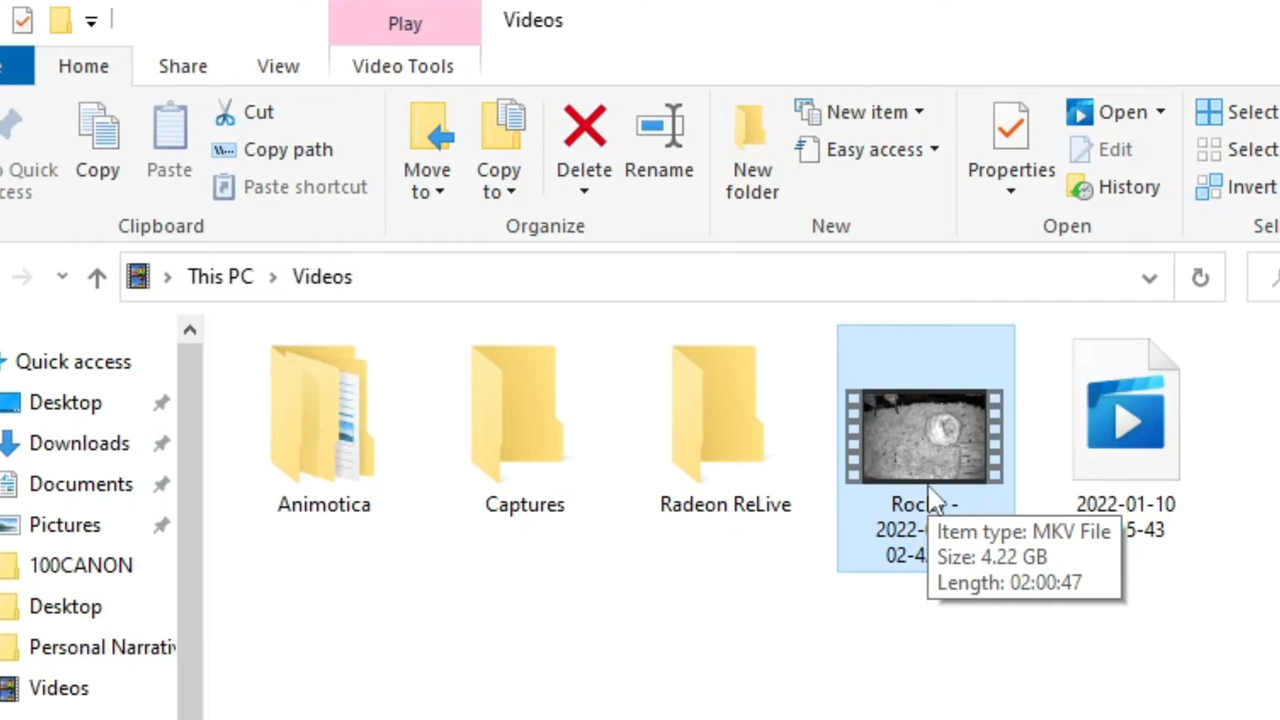 Play
Videos
Home
Share
View
Video Tools
Quick
Copy
Paste
Cut
Copy path
Paste shortcut
Clipboard
Move
to
Copy
to
Delete
Rename
Organize
New
folder
New item
Easy access
New
Properties
Open
Edit
History
Open
Select
Select
Invert
This PC
Videos
Quick access
Desktop
Downloads
Documents
Pictures
100CANON
Desktop
Videos
Animotica
Captures
Radeon ReLive
2022-01-10
5-43
Item type: MKV File
Size: 4.22 GB
Length: 02:00:47